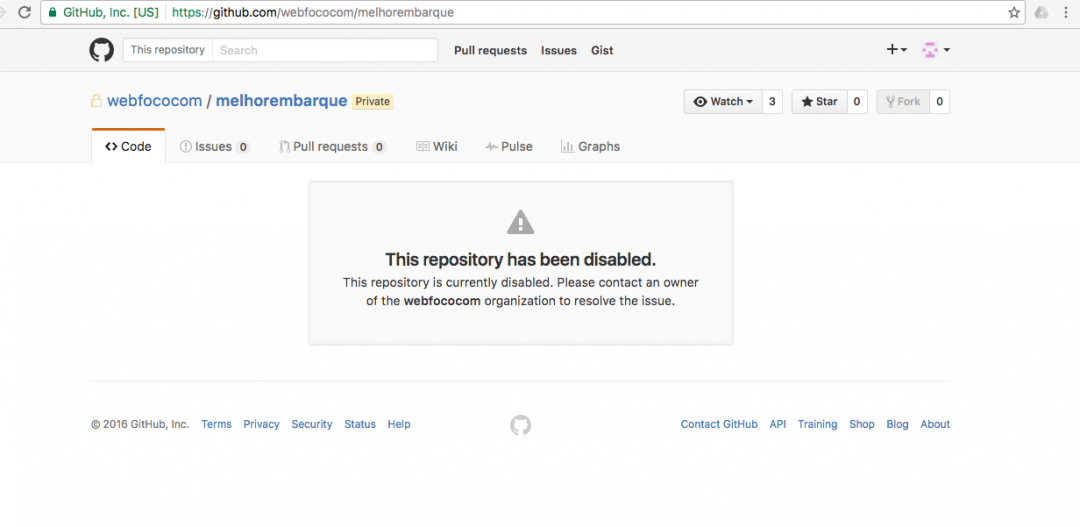 GitHub, Inc. [US] https://github.com/webfococom/melhorembarque
This repository Search Pull requests Issues Gist
webfococom / melhorembarque Private Watch 3 Star 0 Fork 0
Code Issues 0 Pull requests 0 Wiki Pulse Graphs
This repository has been disabled.
This repository is currently disabled. Please contact an owner
of the webfococom organization to resolve the issue.
© 2016 GitHub, Inc. Terms Privacy Security Status Help Contact GitHub API Training Shop Blog About